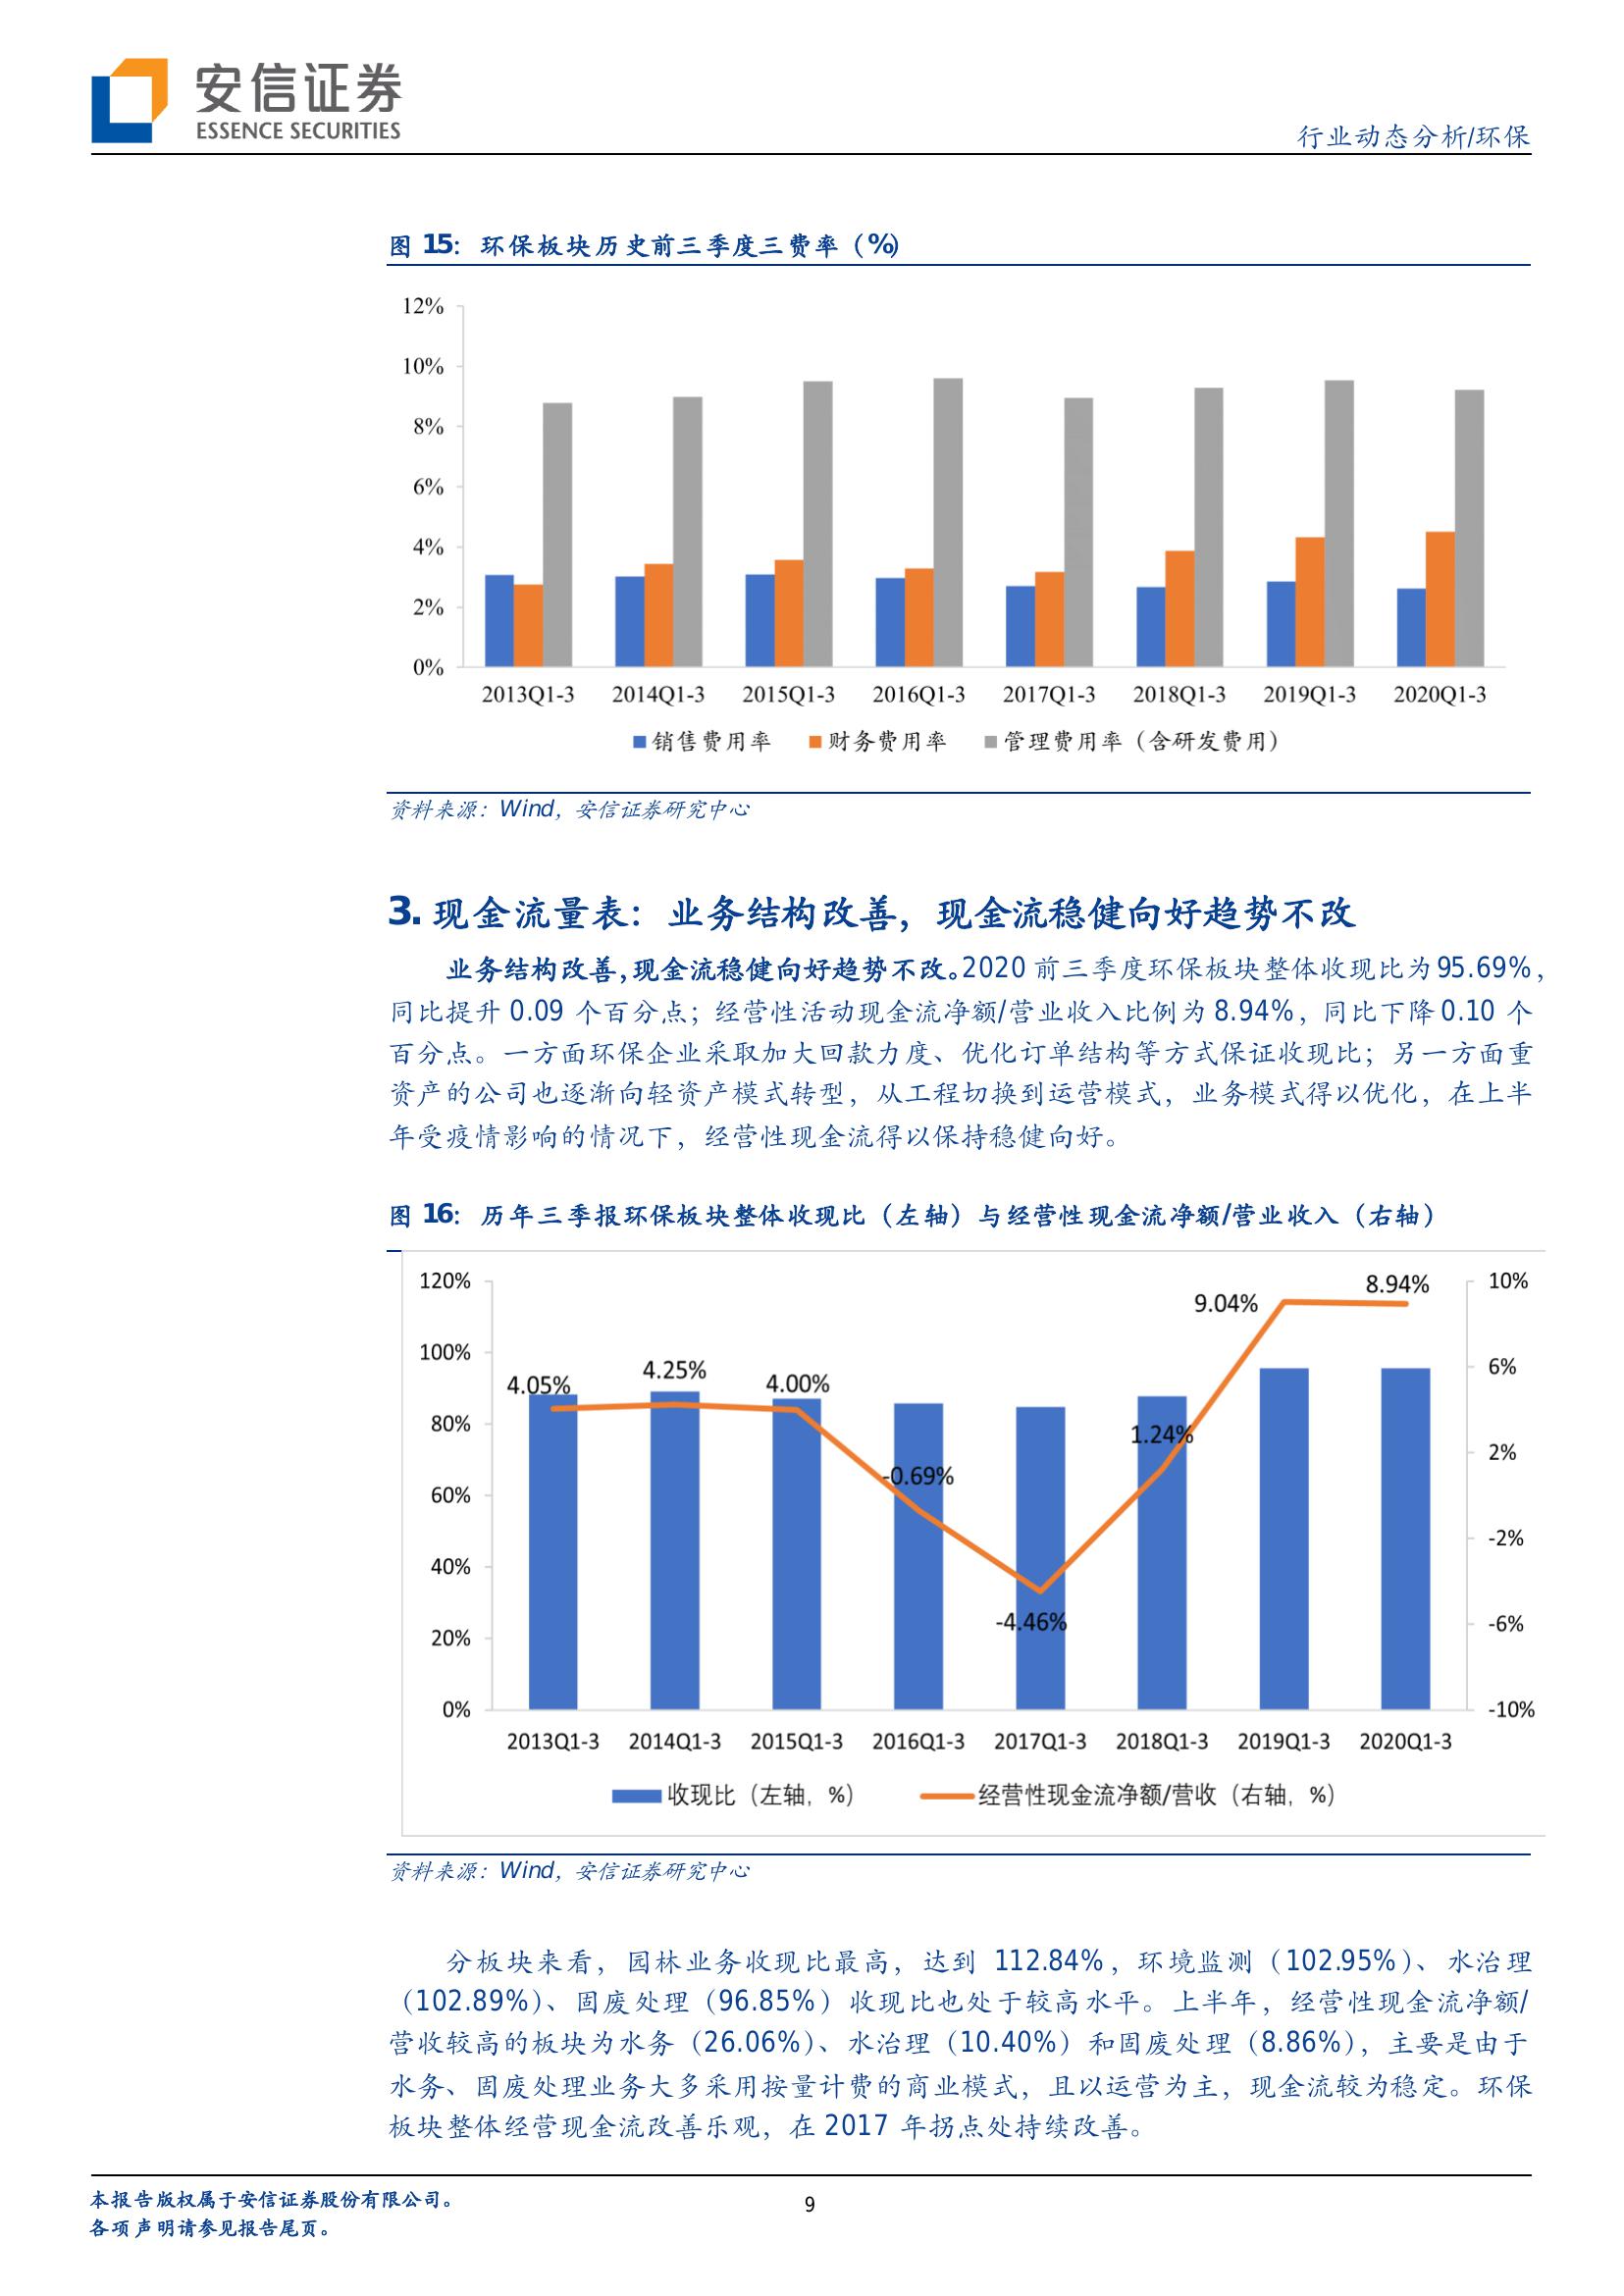 安信证券
ESSENCE SECURITIES
行业动态分析/环保
图 15：环保板块历史前三季度三费率（%）
12%
10%
8%
6%
4%
2%
0%
2013Q1-3 2014Q1-3 2015Q1-3 2016Q1-3 2017Q1-3 2018Q1-3 2019Q1-3 2020Q1-3
销售费用率 财务费用率 管理费用率（含研发费用）
资料来源：Wind，安信证券研究中心
3. 现金流量表：业务结构改善，现金流稳健向好趋势不改
业务结构改善，现金流稳健向好趋势不改。2020 前三季度环保板块整体收现比为 95.69%，
同比提升 0.09 个百分点；经营性活动现金流净额/营业收入比例为 8.94%，同比下降 0.10 个
百分点。一方面环保企业采取加大回款力度、优化订单结构等方式保证收现比；另一方面重
资产的公司也逐渐向轻资产模式转型，从工程切换到运营模式，业务模式得以优化，在上半
年受疫情影响的情况下，经营性现金流得以保持稳健向好。
图 16：历年三季报环保板块整体收现比（左轴）与经营性现金流净额/营业收入（右轴）
120%
100%
80%
60%
40%
20%
0%
4.05% 4.25% 4.00% -0.69% -4.46% 1.24% 9.04% 8.94%
10%
6%
2%
-2%
-6%
-10%
2013Q1-3 2014Q1-3 2015Q1-3 2016Q1-3 2017Q1-3 2018Q1-3 2019Q1-3 2020Q1-3
收现比（左轴，%） 经营性现金流净额/营收（右轴，%）
资料来源：Wind，安信证券研究中心
分板块来看，园林业务收现比最高，达到 112.84%，环境监测（102.95%）、水治理
（102.89%）、固废处理（96.85%）收现比也处于较高水平。上半年，经营性现金流净额/
营收较高的板块为水务（26.06%）、水治理（10.40%）和固废处理（8.86%），主要是由于
水务、固废处理业务大多采用按量计费的商业模式，且以运营为主，现金流较为稳定。环保
板块整体经营现金流改善乐观，在 2017 年拐点处持续改善。
本报告版权属于安信证券股份有限公司。
各项声明请参见报告尾页。
9